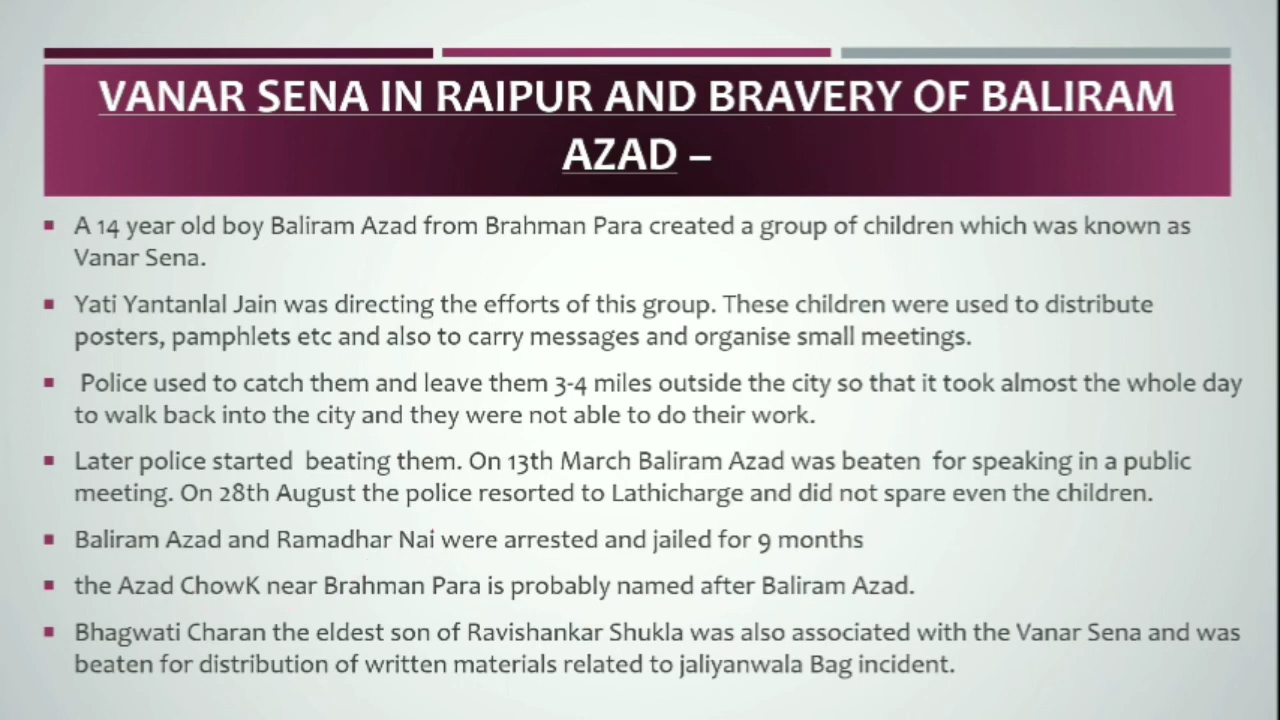 VANAR SENA IN RAIPUR AND BRAVERY OF BALIRAM
AZAD –
▪ A 14 year old boy Baliram Azad from Brahman Para created a group of children which was known as
Vanar Sena.
▪ Yati Yantanlal Jain was directing the efforts of this group. These children were used to distribute
posters, pamphlets etc and also to carry messages and organise small meetings.
▪ Police used to catch them and leave them 3-4 miles outside the city so that it took almost the whole day
to walk back into the city and they were not able to do their work.
▪ Later police started beating them. On 13th March Baliram Azad was beaten for speaking in a public
meeting. On 28th August the police resorted to Lathicharge and did not spare even the children.
▪ Baliram Azad and Ramadhar Nai were arrested and jailed for 9 months
▪ the Azad ChowK near Brahman Para is probably named after Baliram Azad.
▪ Bhagwati Charan the eldest son of Ravishankar Shukla was also associated with the Vanar Sena and was
beaten for distribution of written materials related to jaliyanwala Bag incident.